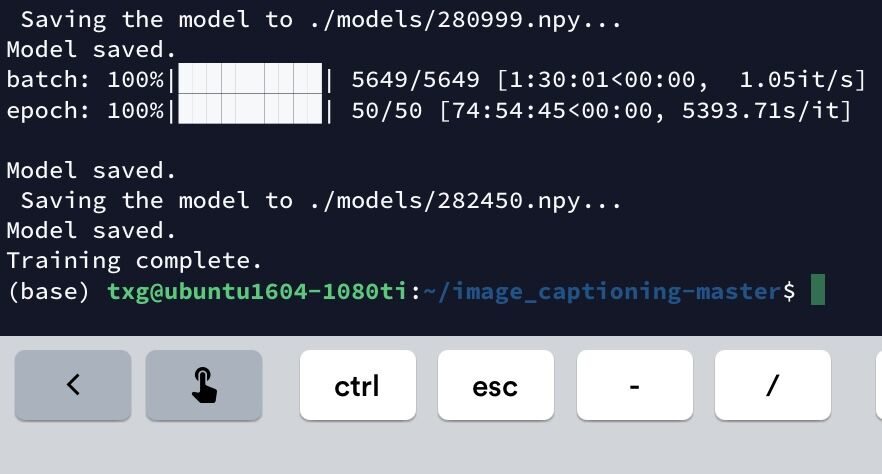 Saving the model to ./models/280999.npy...
Model saved.
batch: 100%|██████████| 5649/5649 [1:30:01<00:00,  1.05it/s]
epoch: 100%|██████████| 50/50 [74:54:45<00:00, 5393.71s/it]
Model saved.
Saving the model to ./models/282450.npy...
Model saved.
Training complete.
(base) txg@ubuntu1604-1080ti:~/image_captioning-master$
< ctrl esc - /